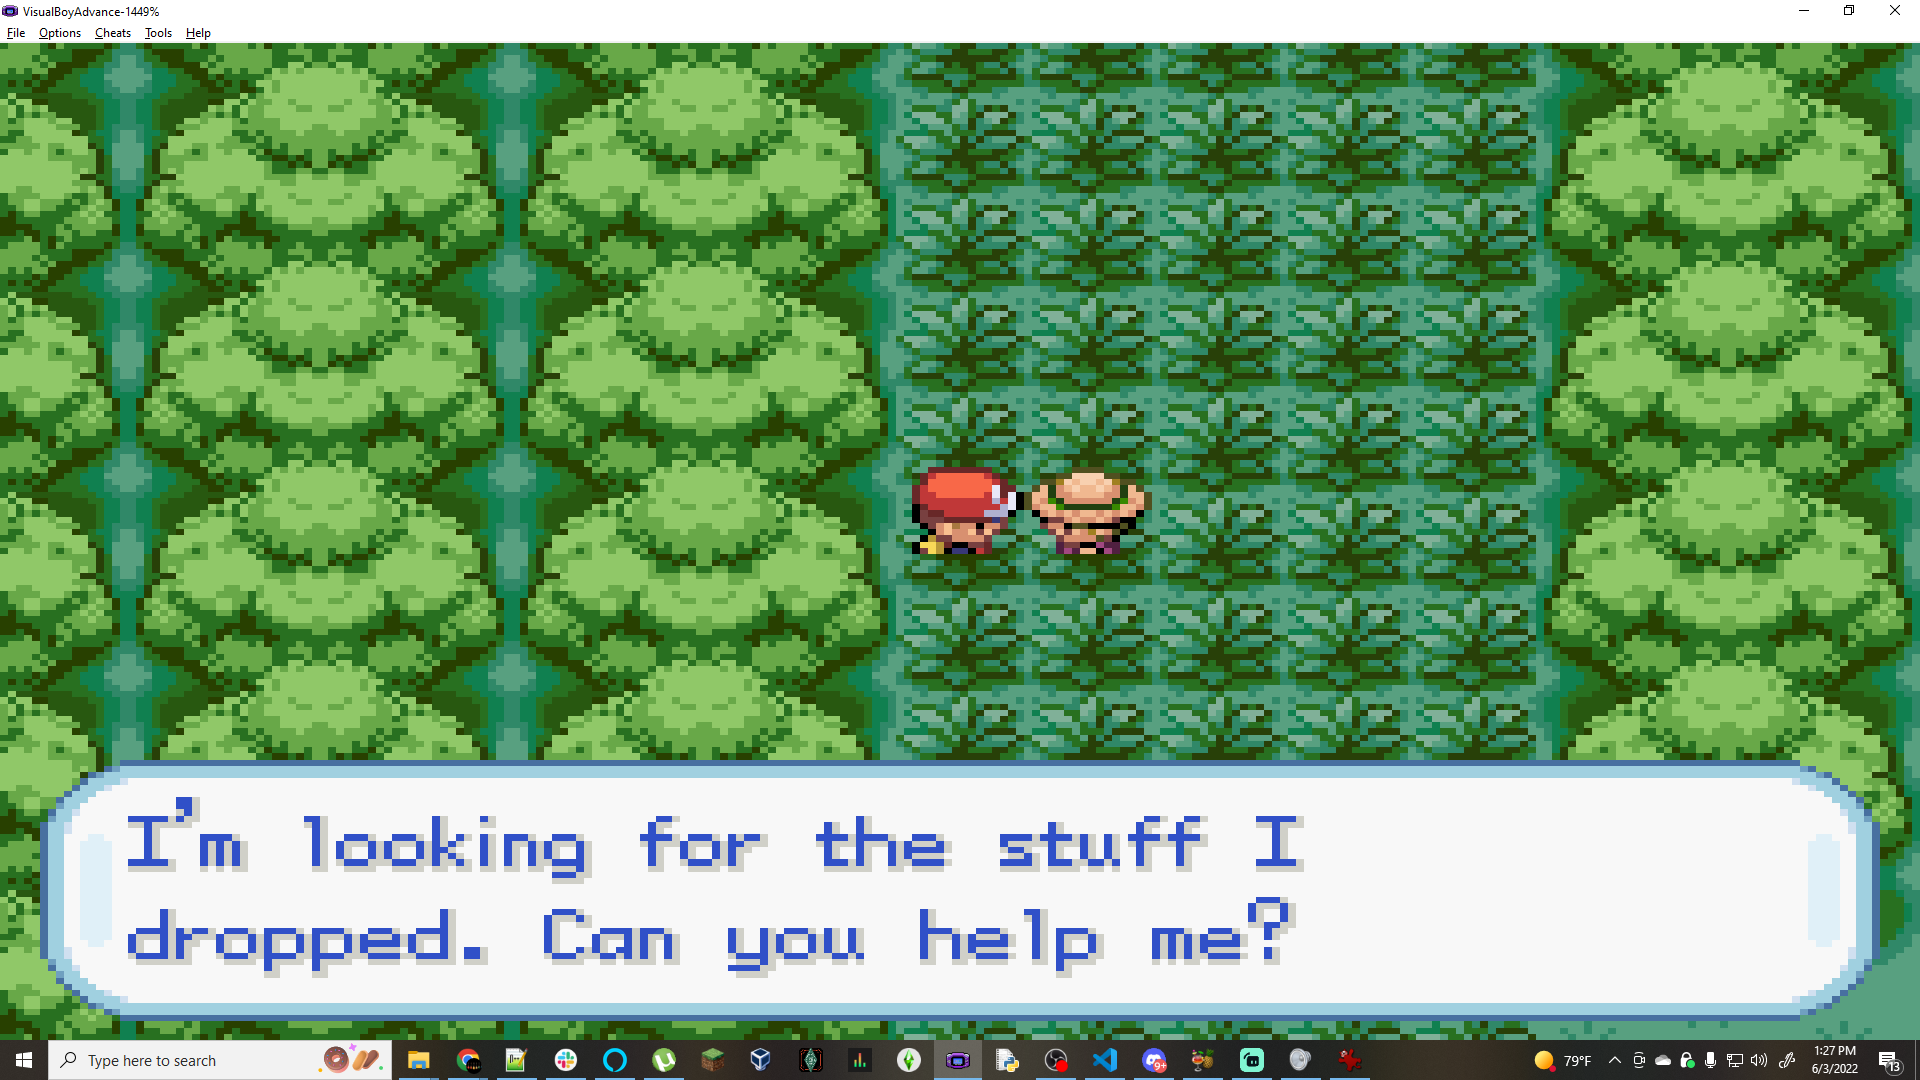 VisualBoyAdvance-1449%
File Options Cheats Tools Help
I'm looking for the stuff I
dropped. Can you help me?
Type here to search
9+
79°F
1:27 PM
6/3/2022
13